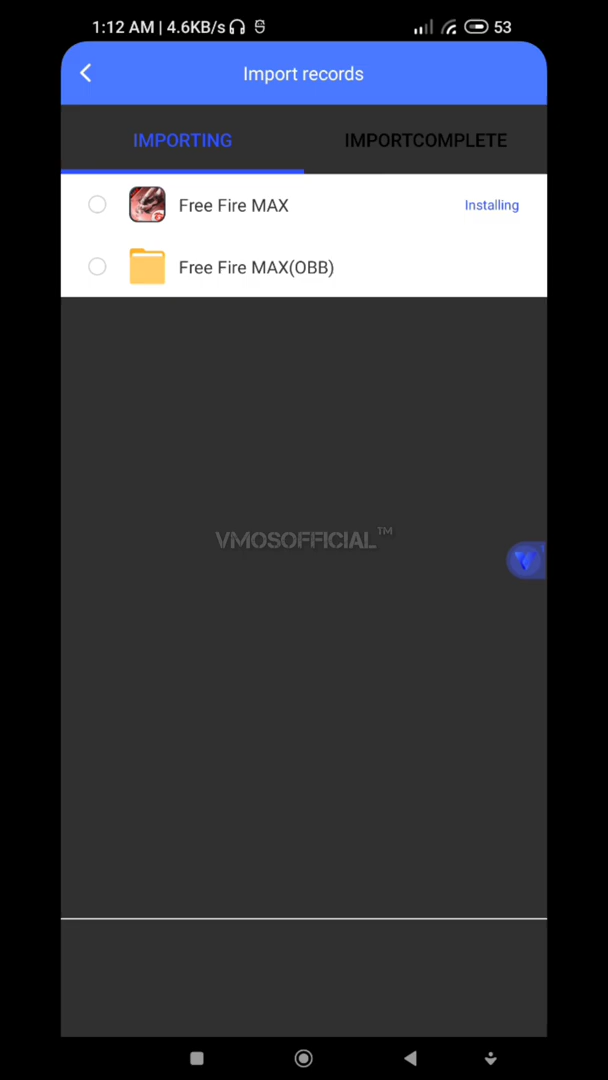 1:12 AM | 4.6KB/s 53
Import records
IMPORTING IMPORTCOMPLETE
Free Fire MAX Installing
Free Fire MAX(OBB)
VMOSOFFICIAL™